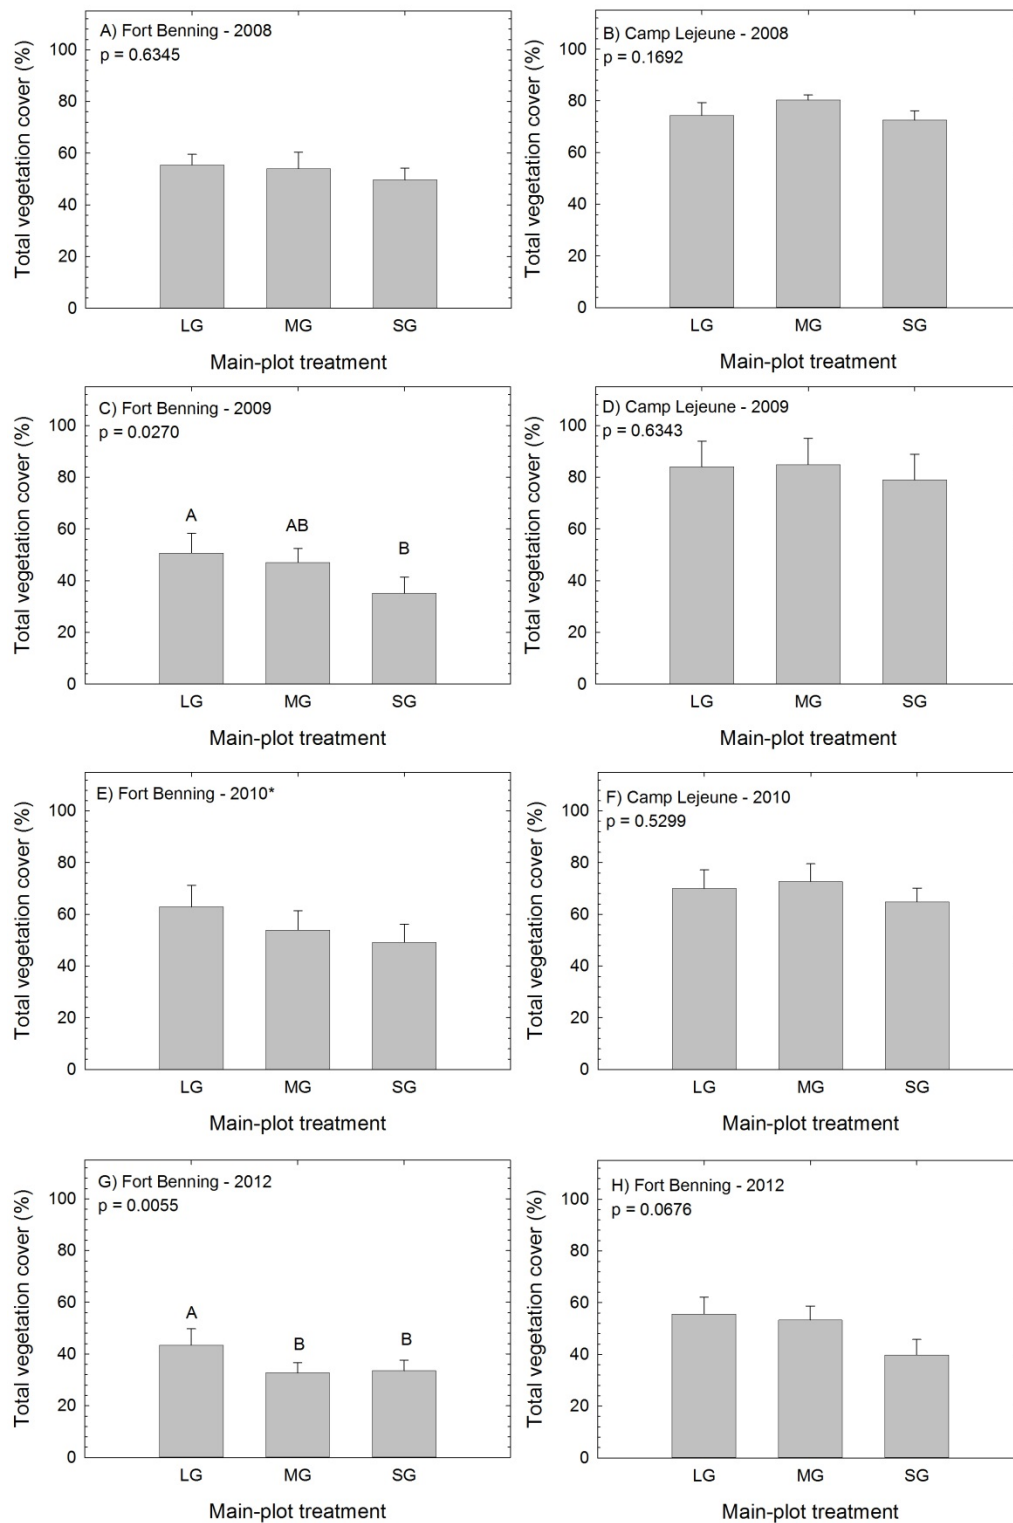 A) Fort Benning - 2008
p = 0.6345
Total vegetation cover (%)
100
80
60
40
20
0
LG MG SG
Main-plot treatment
B) Camp Lejeune - 2008
p = 0.1692
Total vegetation cover (%)
100
80
60
40
20
0
LG MG SG
Main-plot treatment
C) Fort Benning - 2009
p = 0.0270
Total vegetation cover (%)
100
80
60
40
20
0
A AB B
LG MG SG
Main-plot treatment
D) Camp Lejeune - 2009
p = 0.6343
Total vegetation cover (%)
100
80
60
40
20
0
LG MG SG
Main-plot treatment
E) Fort Benning - 2010*
Total vegetation cover (%)
100
80
60
40
20
0
LG MG SG
Main-plot treatment
F) Camp Lejeune - 2010
p = 0.5299
Total vegetation cover (%)
100
80
60
40
20
0
LG MG SG
Main-plot treatment
G) Fort Benning - 2012
p = 0.0055
Total vegetation cover (%)
100
80
60
40
20
0
A B B
LG MG SG
Main-plot treatment
H) Fort Benning - 2012
p = 0.0676
Total vegetation cover (%)
100
80
60
40
20
0
LG MG SG
Main-plot treatment